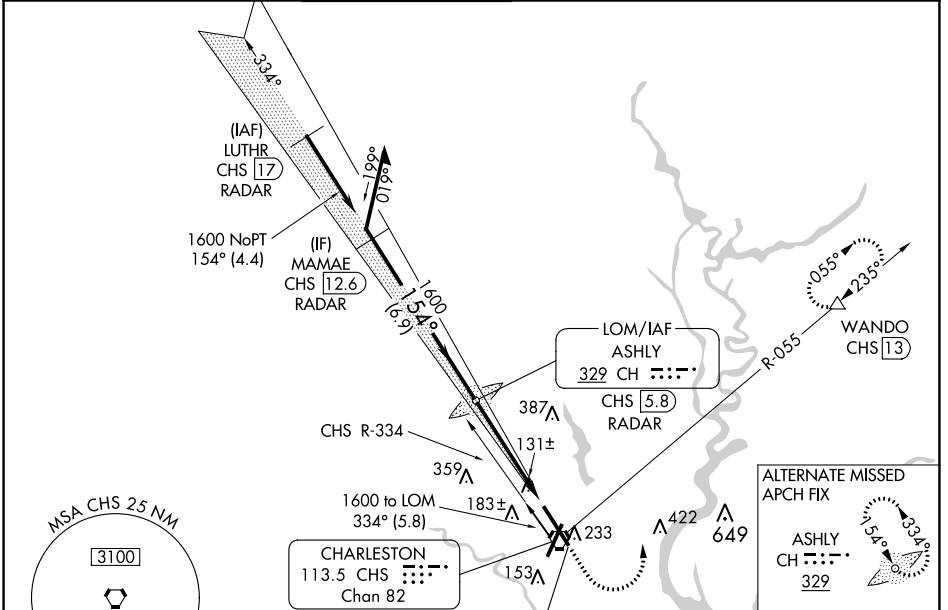 334°
(IAF)
LUTHR
CHS 17
RADAR
199°
019°
1600 NoPT
154° (4.4)
(IF)
MAMAE
CHS 12.6
RADAR
1600
154°
(6.9)
055°
235°
WANDO
CHS 13
R-055
LOM/IAF
ASHLY
329 CH
CHS 5.8
RADAR
387
CHS R-334
131±
359
183±
1600 to LOM
334° (5.8)
233
422
649
153
CHARLESTON
113.5 CHS
Chan 82
MSA CHS 25 NM
3100
ALTERNATE MISSED
APCH FIX
ASHLY
CH
329
154°
334°